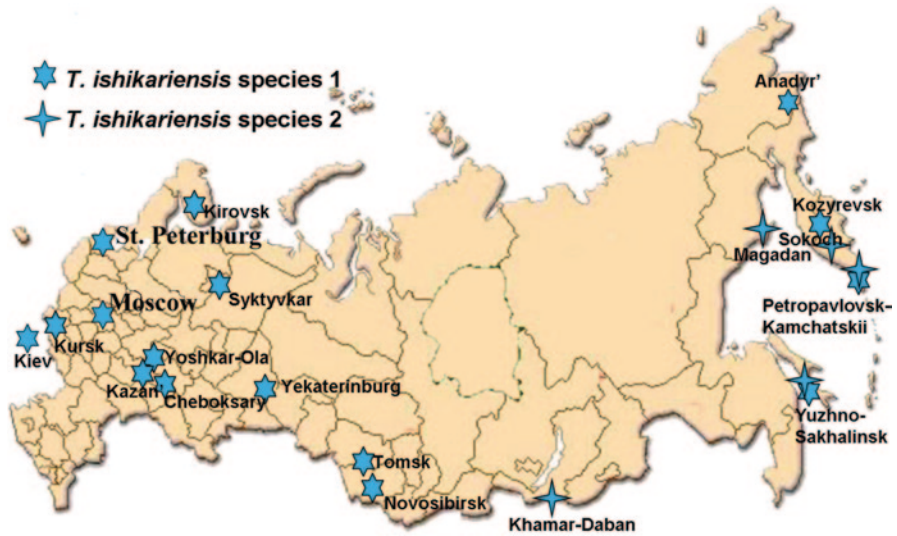 T. ishikariensis species 1
T. ishikariensis species 2
Anadyr’
Kirovsk
Kozyrevsk
St. Peterburg
Sokoch
Magadan
Syktyvkar
Moscow
Petropavlovsk-
Kamchatskii
Kursk
Kiev
Yoshkar-Ola
Kazan
Cheboksary
Yekaterinburg
Yuzhno-
Sakhalinsk
Tomsk
Novosibirsk
Khamar-Daban